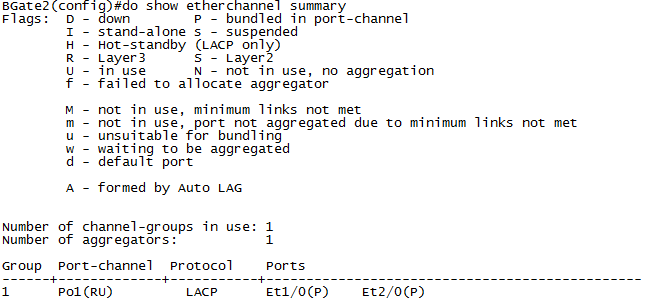 BGate2(config)#do show etherchannel summary
Flags:  D - down        P - bundled in port-channel
        I - stand-alone s - suspended
        H - Hot-standby (LACP only)
        R - Layer3      S - Layer2
        U - in use      N - not in use, no aggregation
        f - failed to allocate aggregator

        M - not in use, minimum links not met
        m - not in use, port not aggregated due to minimum links not met
        u - unsuitable for bundling
        w - waiting to be aggregated
        d - default port

        A - formed by Auto LAG


Number of channel-groups in use: 1
Number of aggregators:           1

Group  Port-channel  Protocol    Ports
------+-------------+-----------+-----------------------------------------------
1      Po1(RU)         LACP      Et1/0(P)    Et2/0(P)